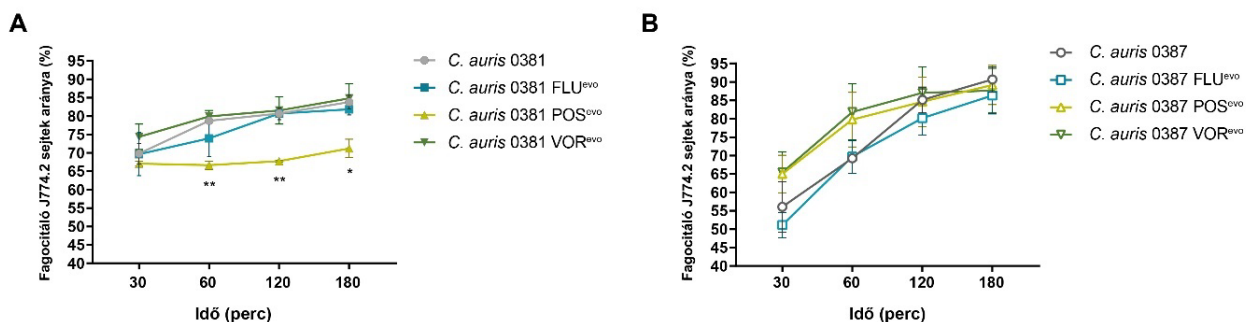 A
Fagocitáló J774.2 sejtek aránya (%)
95
90
85
80
75
70
65
60
55
50
45
40
30
60
120
180
Idő (perc)
**
**
*
C. auris 0381
C. auris 0381 FLUevo
C. auris 0381 POSevo
C. auris 0381 VORevo
B
Fagocitáló J774.2 sejtek aránya (%)
95
90
85
80
75
70
65
60
55
50
45
40
30
60
120
180
Idő (perc)
C. auris 0387
C. auris 0387 FLUevo
C. auris 0387 POSevo
C. auris 0387 VORevo